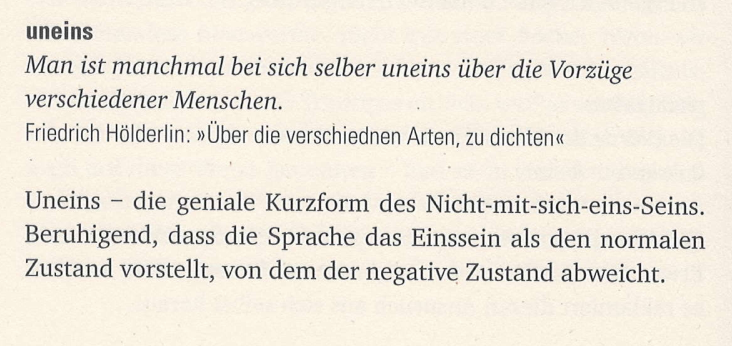 uneins
Man ist manchmal bei sich selber uneins über die Vorzüge
verschiedener Menschen.
Friedrich Hölderlin: »Über die verschiednen Arten, zu dichten«
Uneins – die geniale Kurzform des Nicht-mit-sich-eins-Seins.
Beruhigend, dass die Sprache das Einssein als den normalen
Zustand vorstellt, von dem der negative Zustand abweicht.